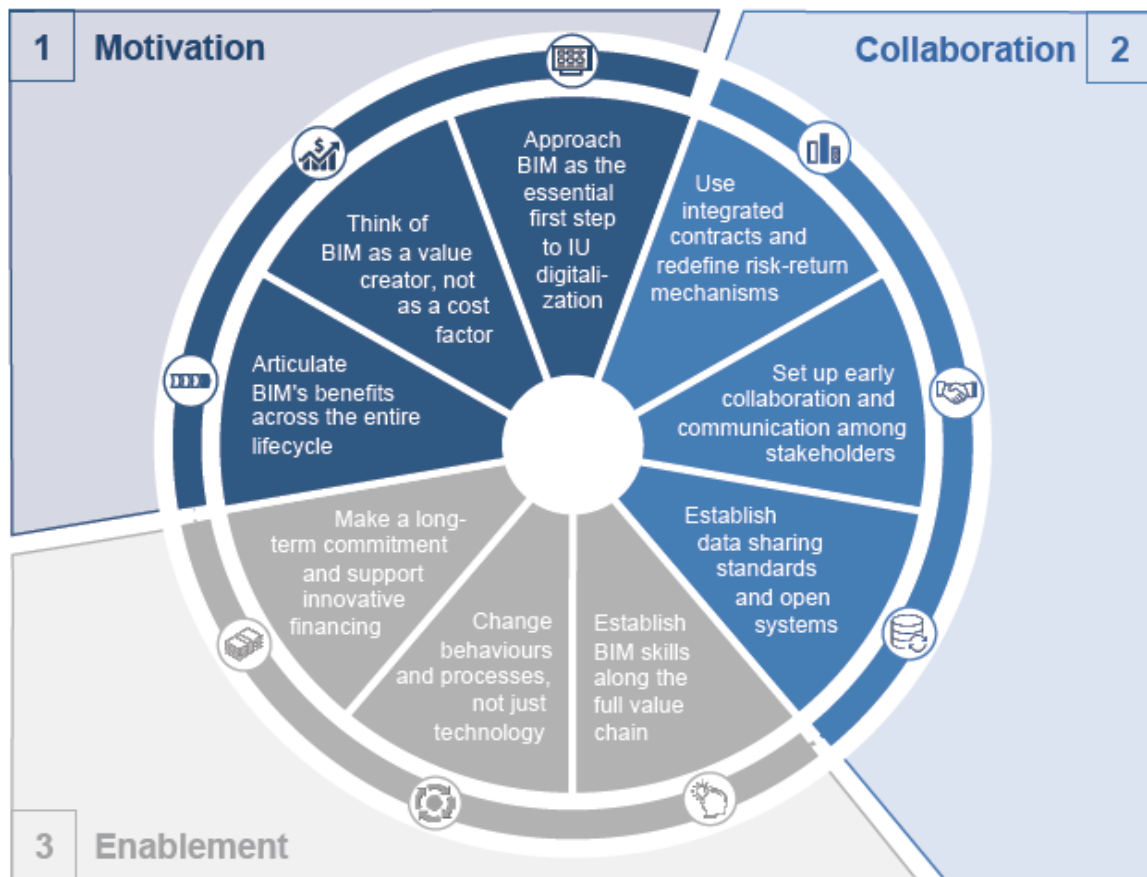 1 Motivation
Collaboration 2
Approach
BIM as the
essential
first step
to IU
digitali-
zation
Think of
BIM as a value
creator, not
as a cost
factor
Articulate
BIM's benefits
across the entire
lifecycle
Use
integrated
contracts and
redefine risk-return
mechanisms
Set up early
collaboration and
communication among
stakeholders
Establish
data sharing
standards
and open
systems
Establish
BIM skills
along the
full value
chain
Change
behaviours
and processes,
not just
technology
Make a long-
term commitment
and support
innovative
financing
3 Enablement
$